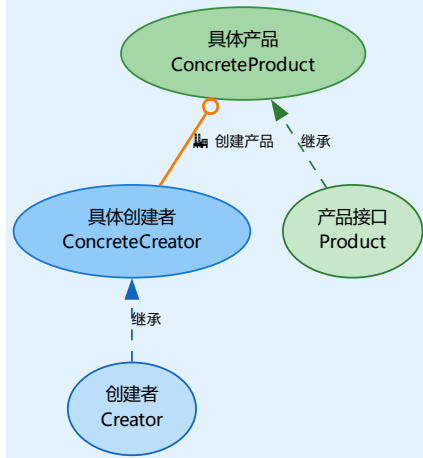 具体产品
ConcreteProduct
🏭 创建产品
继承
具体创建者
ConcreteCreator
产品接口
Product
继承
创建者
Creator